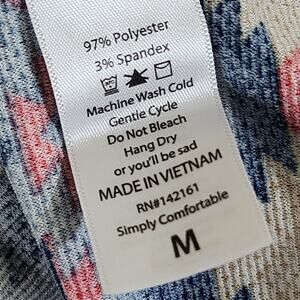 97% Polyester
3% Spandex
Machine Wash Cold
Gentle Cycle
Do Not Bleach
Hang Dry
or you'll be sad
MADE IN VIETNAM
RN#142161
Simply Comfortable
M